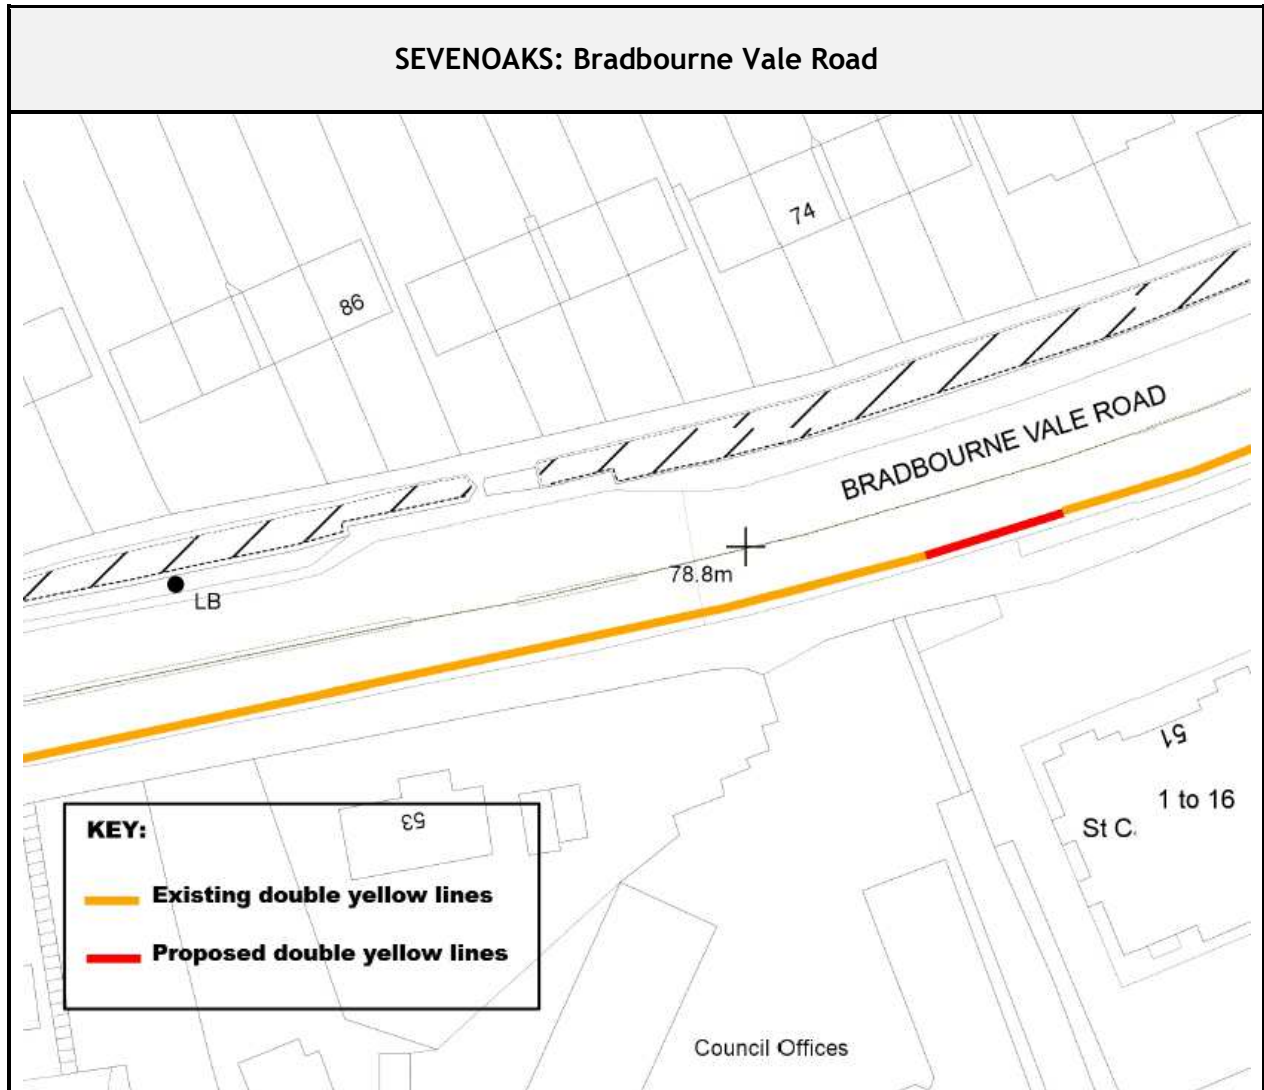 SEVENOAKS: Bradbourne Vale Road
74
86
BRADBOURNE VALE ROAD
78.8m
LB
51
1 to 16
St C.
53
KEY:
Existing double yellow lines
Proposed double yellow lines
Council Offices